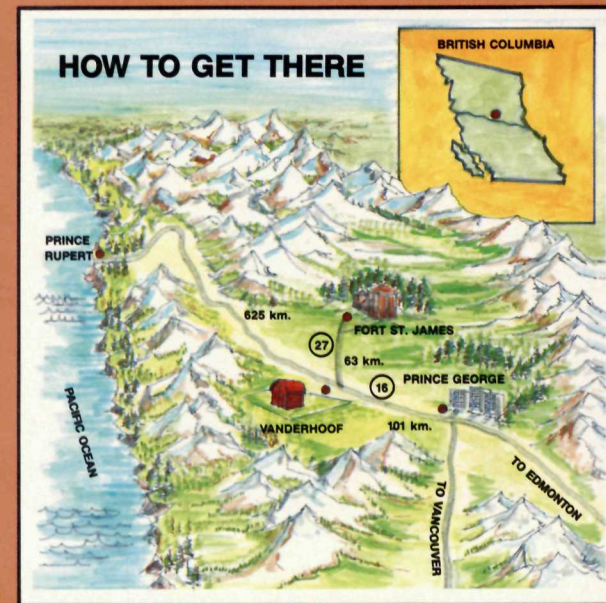 HOW TO GET THERE
BRITISH COLUMBIA
PRINCE
RUPERT
625 km.
FORT ST. JAMES
27
63 km.
16
PRINCE GEORGE
VANDERHOOF
101 km.
PACIFIC OCEAN
TO EDMONTON
TO VANCOUVER